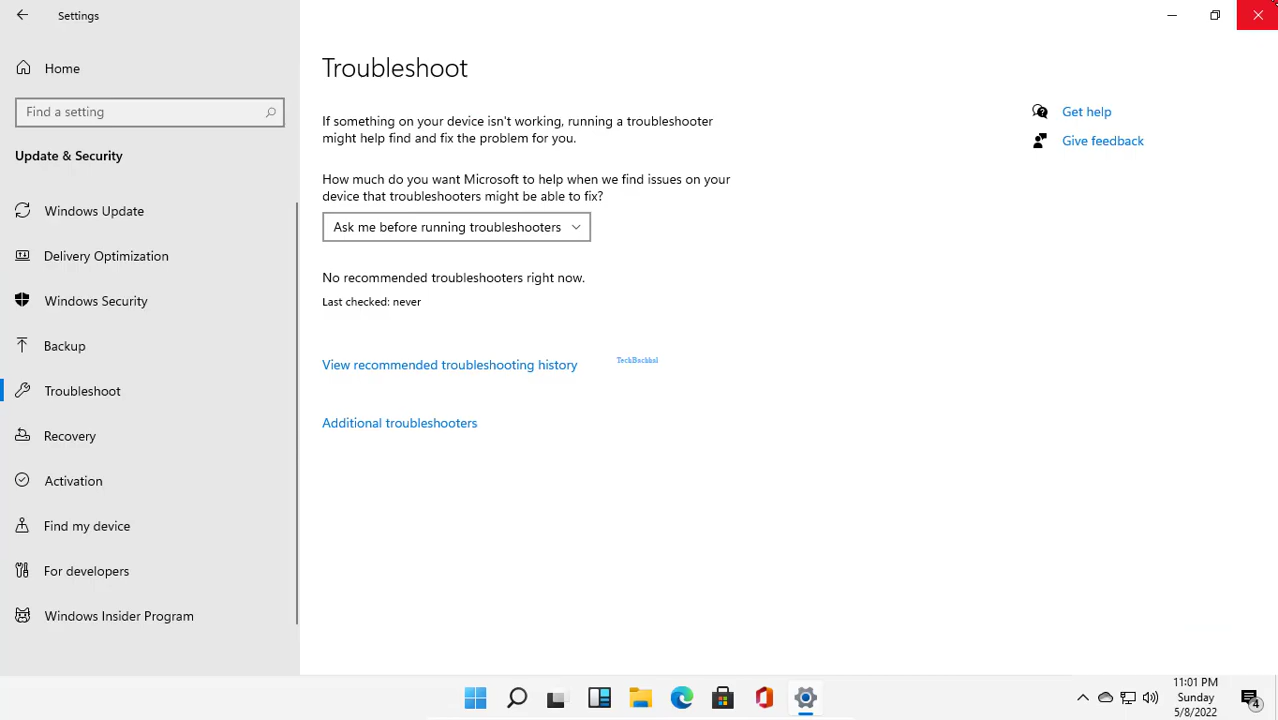 Settings
Home
Find a setting
Update & Security
Windows Update
Delivery Optimization
Windows Security
Backup
Troubleshoot
Recovery
Activation
Find my device
For developers
Windows Insider Program
Troubleshoot
If something on your device isn't working, running a troubleshooter
might help find and fix the problem for you.
How much do you want Microsoft to help when we find issues on your
device that troubleshooters might be able to fix?
Ask me before running troubleshooters
No recommended troubleshooters right now.
Last checked: never
View recommended troubleshooting history
TechBachhol
Additional troubleshooters
Get help
Give feedback
11:01 PM
Sunday
5/8/2022
4